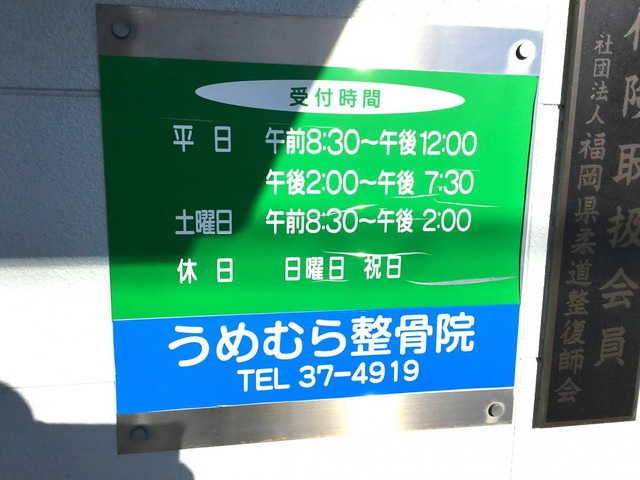 受付時間
平日 午前8:30～午後12:00
午後2:00～午後 7:30
土曜日 午前8:30～午後 2:00
休日 日曜日 祝日
うめむら整骨院
TEL 37-4919
険取扱会員
社団法人 福岡県柔道整復師会